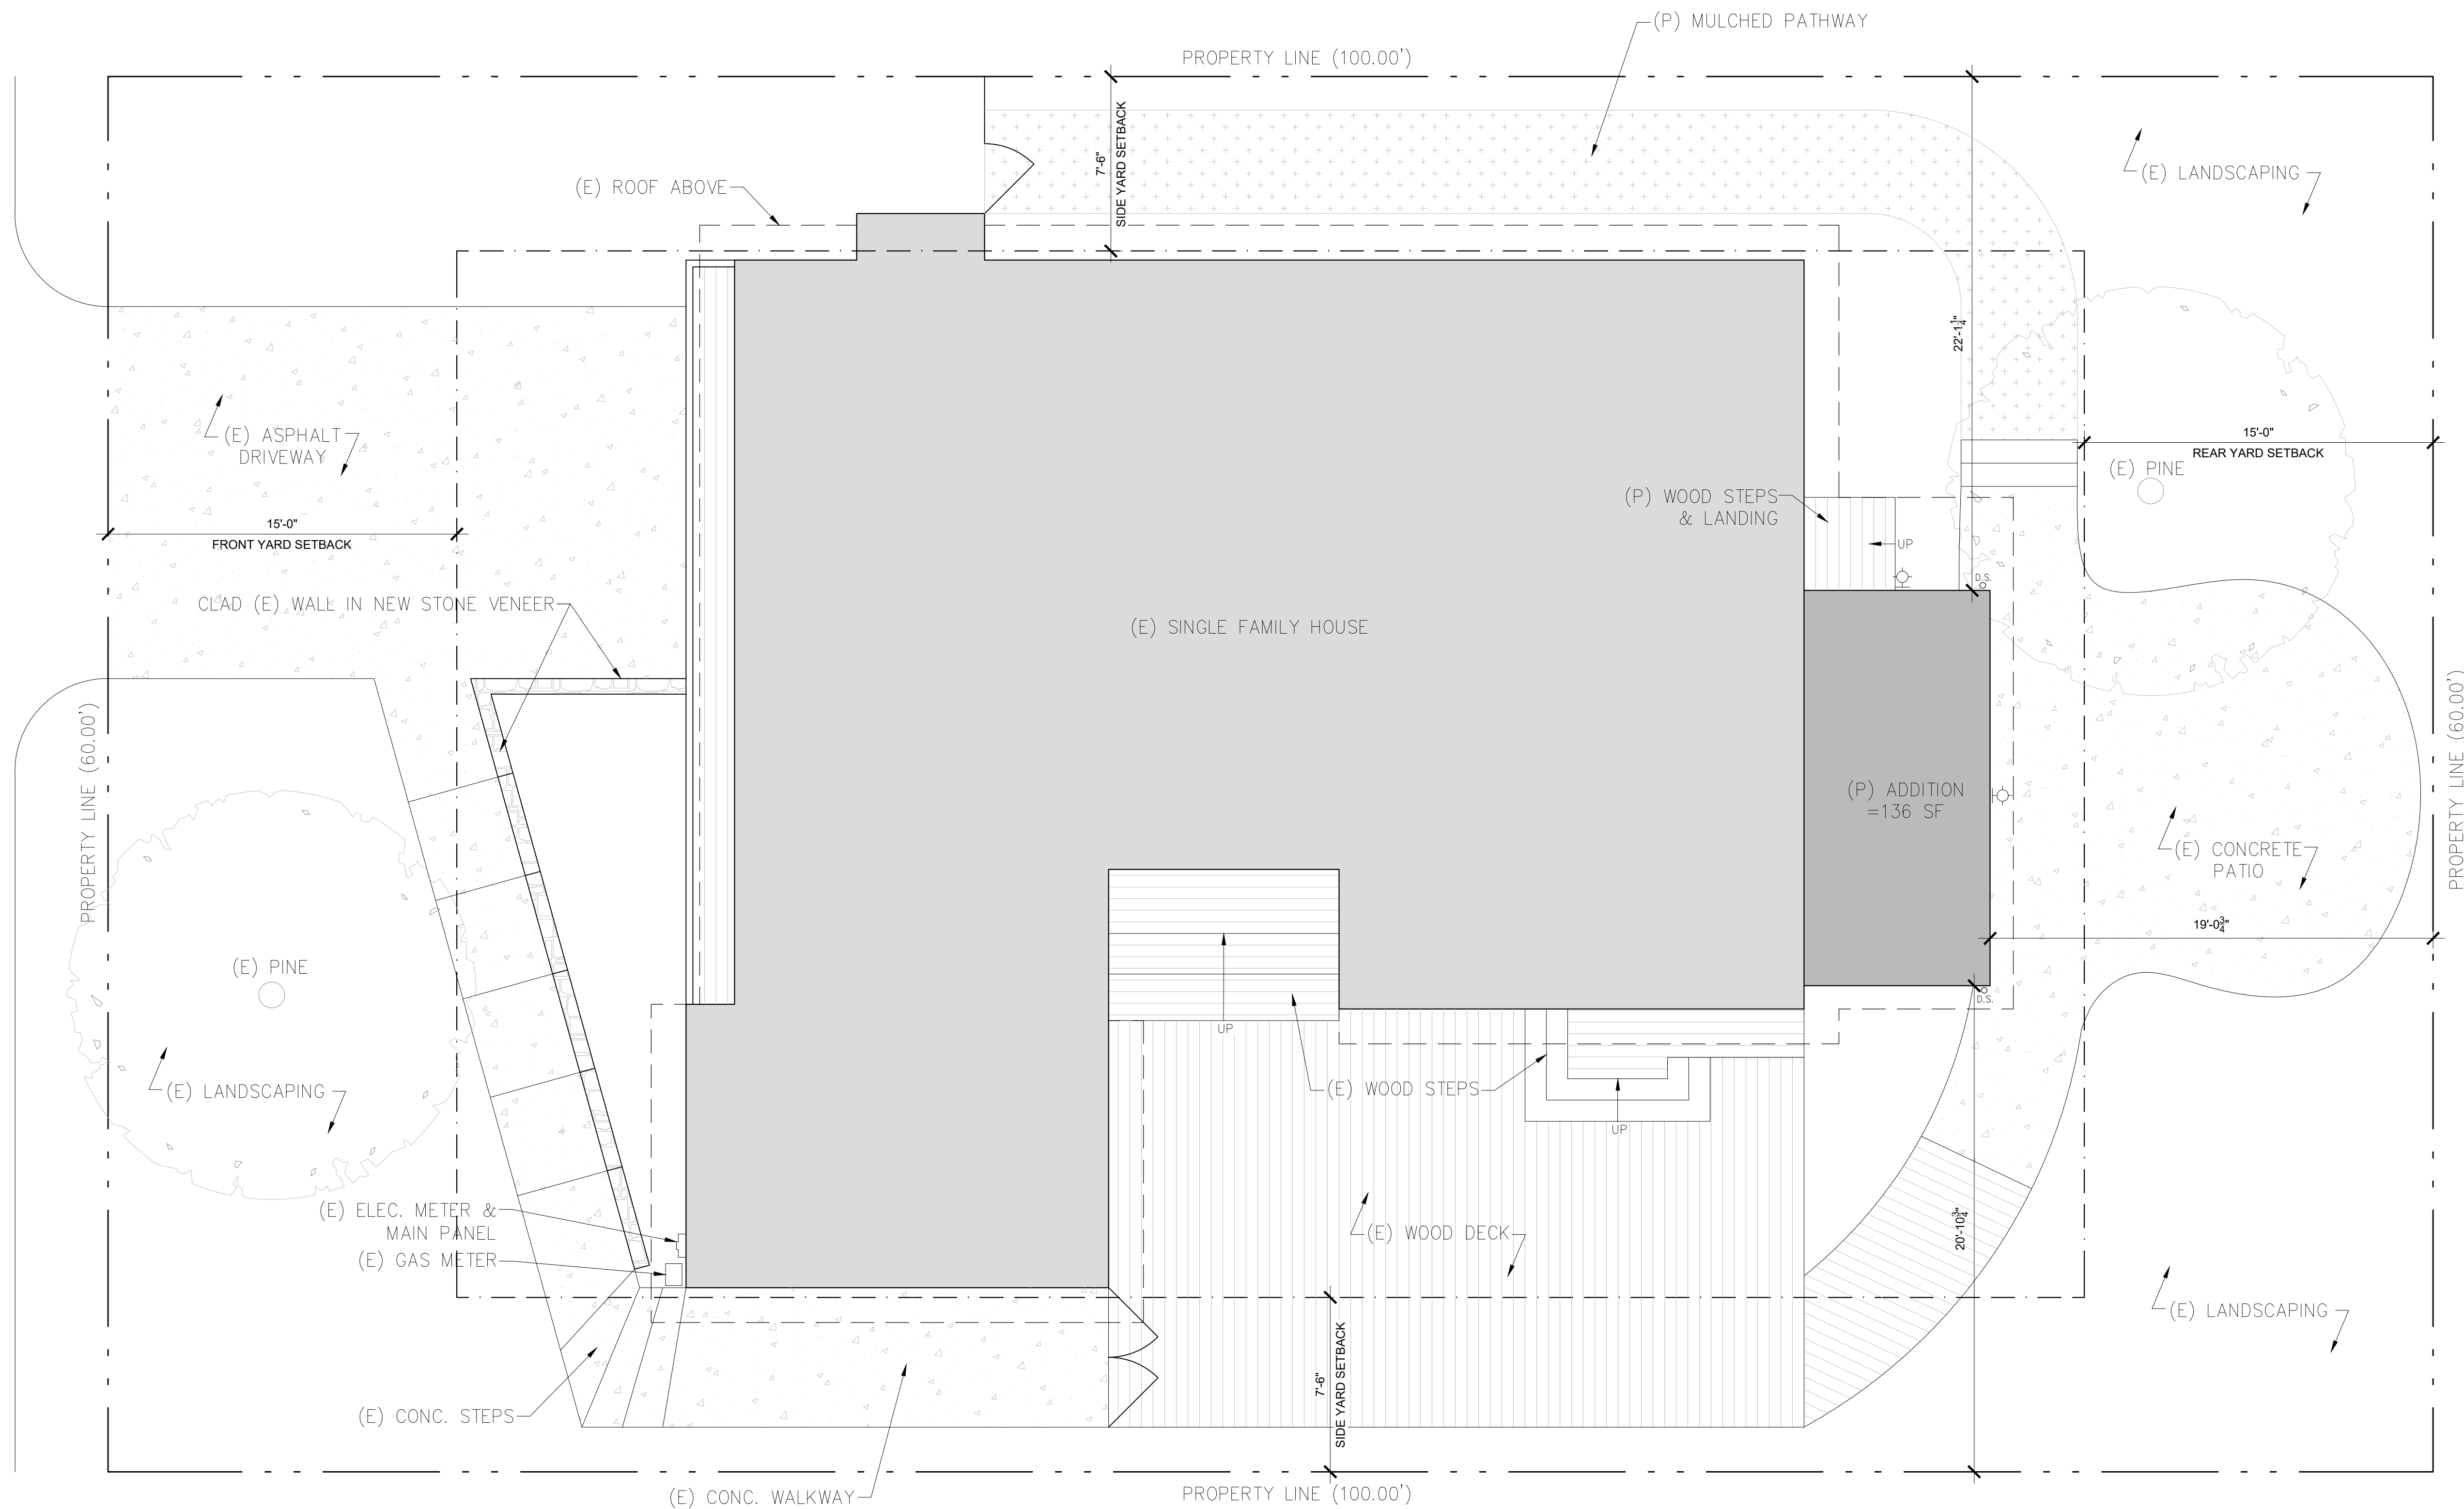 (P) MULCHED PATHWAY
PROPERTY LINE (100.00')
7'-6"
SIDE YARD SETBACK
(E) LANDSCAPING
(E) ROOF ABOVE
22'-1 1/4"
(E) ASPHALT
DRIVEWAY
15'-0"
REAR YARD SETBACK
(E) PINE
(P) WOOD STEPS
& LANDING
15'-0"
FRONT YARD SETBACK
UP
D.S.
CLAD (E) WALL IN NEW STONE VENEER
(E) SINGLE FAMILY HOUSE
PROPERTY LINE (60.00')
PROPERTY LINE (60.00')
(P) ADDITION
=136 SF
(E) CONCRETE
PATIO
19'-0 3/4"
(E) PINE
D.S.
UP
(E) LANDSCAPING
(E) WOOD STEPS
UP
(E) ELEC. METER &
MAIN PANEL
(E) GAS METER
(E) WOOD DECK
20'-10 3/4"
(E) LANDSCAPING
7'-6"
SIDE YARD SETBACK
(E) CONC. STEPS
(E) CONC. WALKWAY
PROPERTY LINE (100.00')